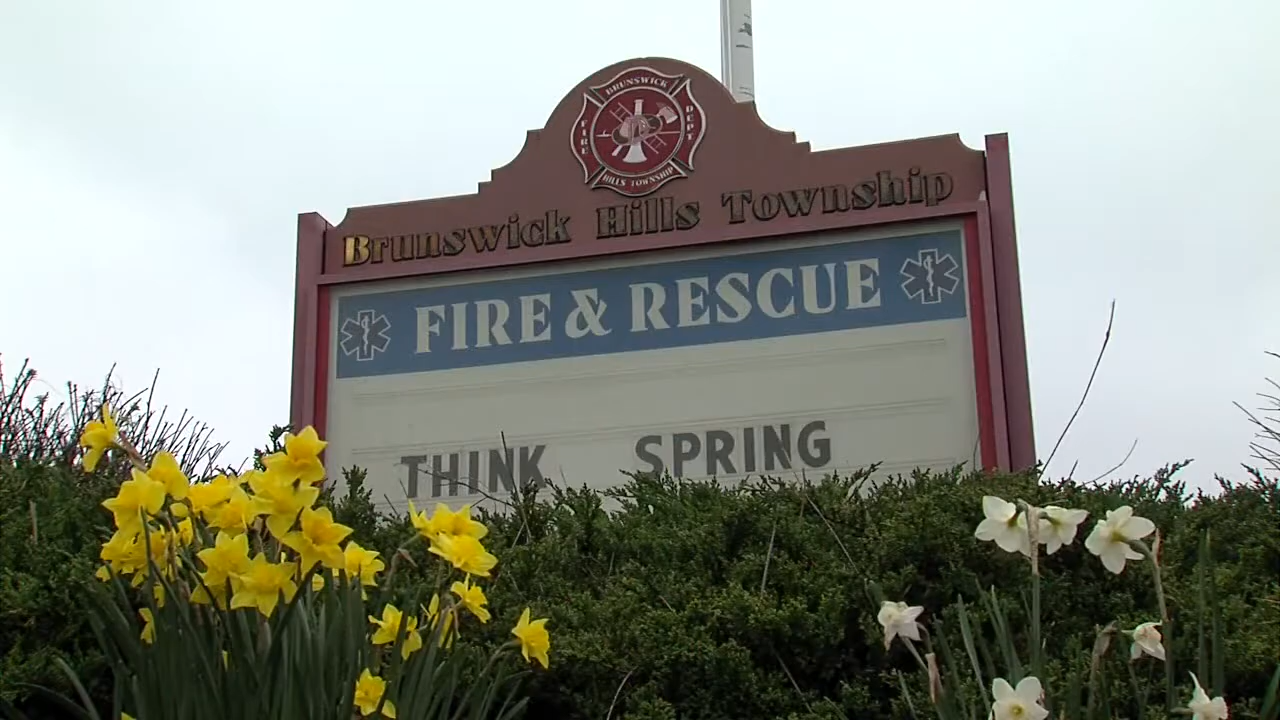 BRUNSWICK
FIRE DEPT
HILLS TOWNSHIP
Brunswick Hills Township
FIRE & RESCUE
THINK SPRING